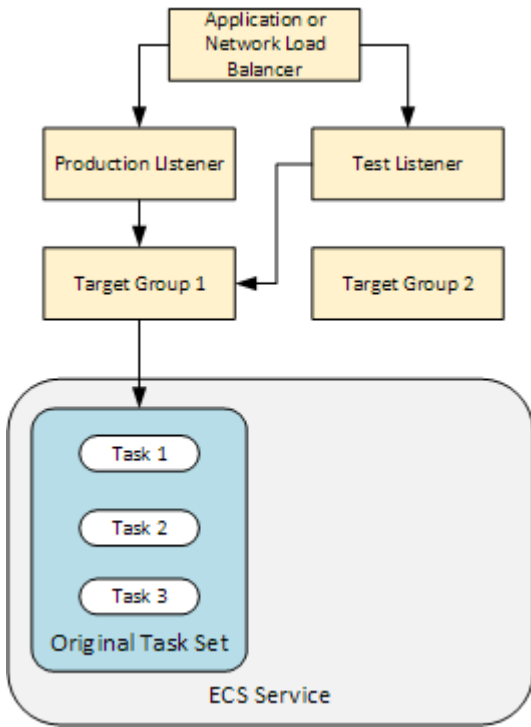 Application or
Network Load
Balancer
Production LIstener
Test Listener
Target Group 1
Target Group 2
Task 1
Task 2
Task 3
Original Task Set
ECS Service